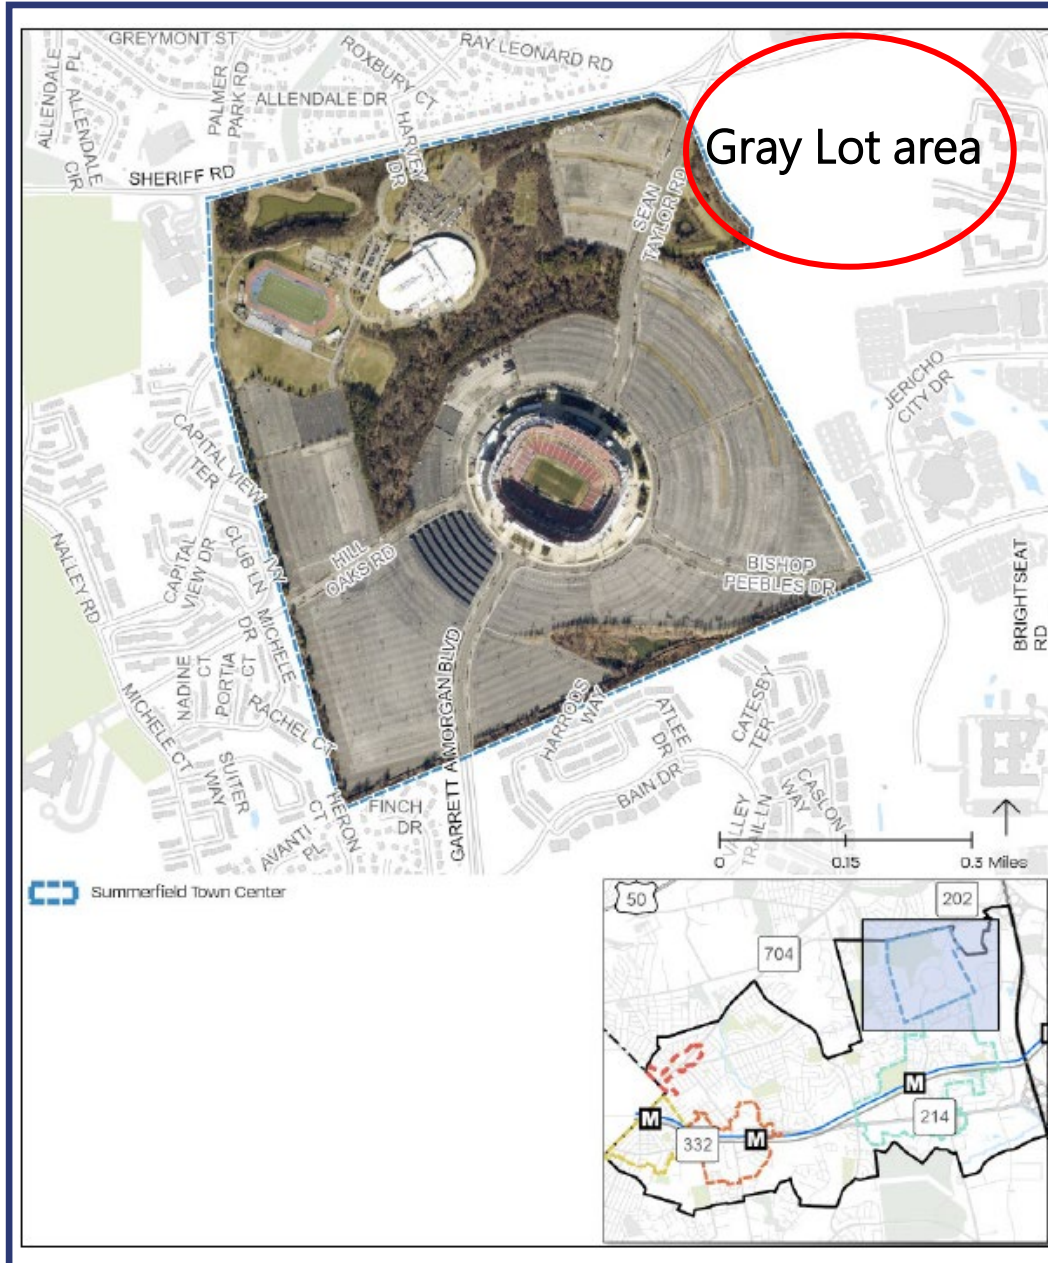 GREYMONT ST
RAY LEONARD RD
ROXBURY CT
ALLENDALE PL
PALMER PARK RD
ALLENDALE DR
ALLENDALE CIR
HARVEY DR
SHERIFF RD
Gray Lot area
SEAN TAYLOR RD
JERICHO CITY DR
CAPITAL VIEW TER
NALLEY RD
CAPITAL VIEW DR
CLUB LN
IVY
HILL OAKS RD
BISHOP PEEBLES DR
BRIGHTSEAT RD
MICHELE DR
NADINE CT
PORTIA CT
GARRETT A MORGAN BLVD
MICHELE CT
RACHEL CT
HARRODS WAY
ATLEE DR
CATESBY TER
SUITER WAY
BAIN DR
CASLON WAY
VALLEY TRAIL LN
HERON CT
FINCH DR
AVANTI PL
0 0.15 0.3 Miles
Summerfield Town Center
50
202
704
M
214
M
332
M